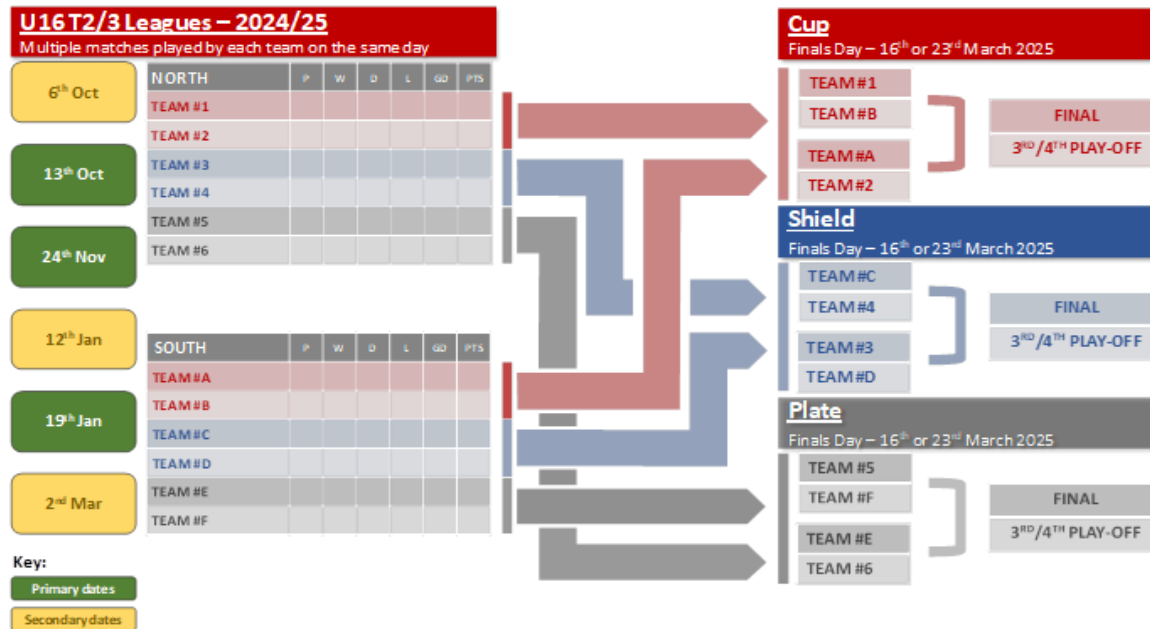 U16 T2/3 Leagues – 2024/25
Multiple matches played by each team on the same day
6th Oct
13th Oct
24th Nov
12th Jan
19th Jan
2nd Mar
Key:
Primary dates
Secondary dates
NORTH P W D L GD PTS
TEAM #1
TEAM #2
TEAM #3
TEAM #4
TEAM #5
TEAM #6
SOUTH P W D L GD PTS
TEAM #A
TEAM #B
TEAM #C
TEAM #D
TEAM #E
TEAM #F
Cup
Finals Day – 16th or 23rd March 2025
TEAM #1
TEAM #B
TEAM #A
TEAM #2
FINAL
3RD/4TH PLAY-OFF
Shield
Finals Day – 16th or 23rd March 2025
TEAM #C
TEAM #4
TEAM #3
TEAM #D
FINAL
3RD/4TH PLAY-OFF
Plate
Finals Day – 16th or 23rd March 2025
TEAM #5
TEAM #F
TEAM #E
TEAM #6
FINAL
3RD/4TH PLAY-OFF